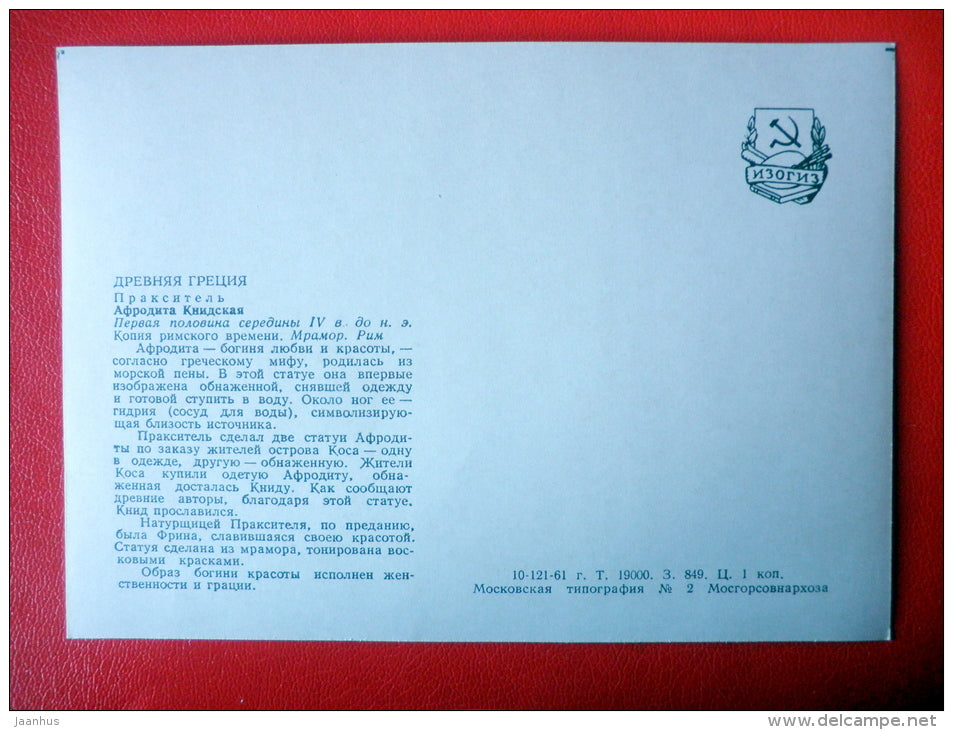 ИЗОГИЗ
ДРЕВНЯЯ ГРЕЦИЯ
Пракситель
Афродита Книдская
Первая половина середины IV в. до н. э.
Копия римского времени. Мрамор. Рим
Афродита — богиня любви и красоты, —
согласно греческому мифу, родилась из
морской пены. В этой статуе она впервые
изображена обнаженной, снявшей одежду
и готовой ступить в воду. Около ног ее —
гидрия (сосуд для воды), символизирую-
щая близость источника.
Пракситель сделал две статуи Афроди-
ты по заказу жителей острова Коса — одну
в одежде, другую — обнаженную. Жители
Коса купили одетую Афродиту, обна-
женная досталась Книду. Как сообщают
древние авторы, благодаря этой статуе.
Книд прославился.
Натурщицей Праксителя, по преданию,
была Фрина, славившаяся своею красотой.
Статуя сделана из мрамора, тонирована вос-
ковыми красками.
Образ богини красоты исполнен жен-
ственности и грации.
10-121-61 г. Т. 19000. З. 849. Ц. 1 коп.
Московская типография № 2 Мосгорсовнархоза
Jaanhus
www.delcampe.net